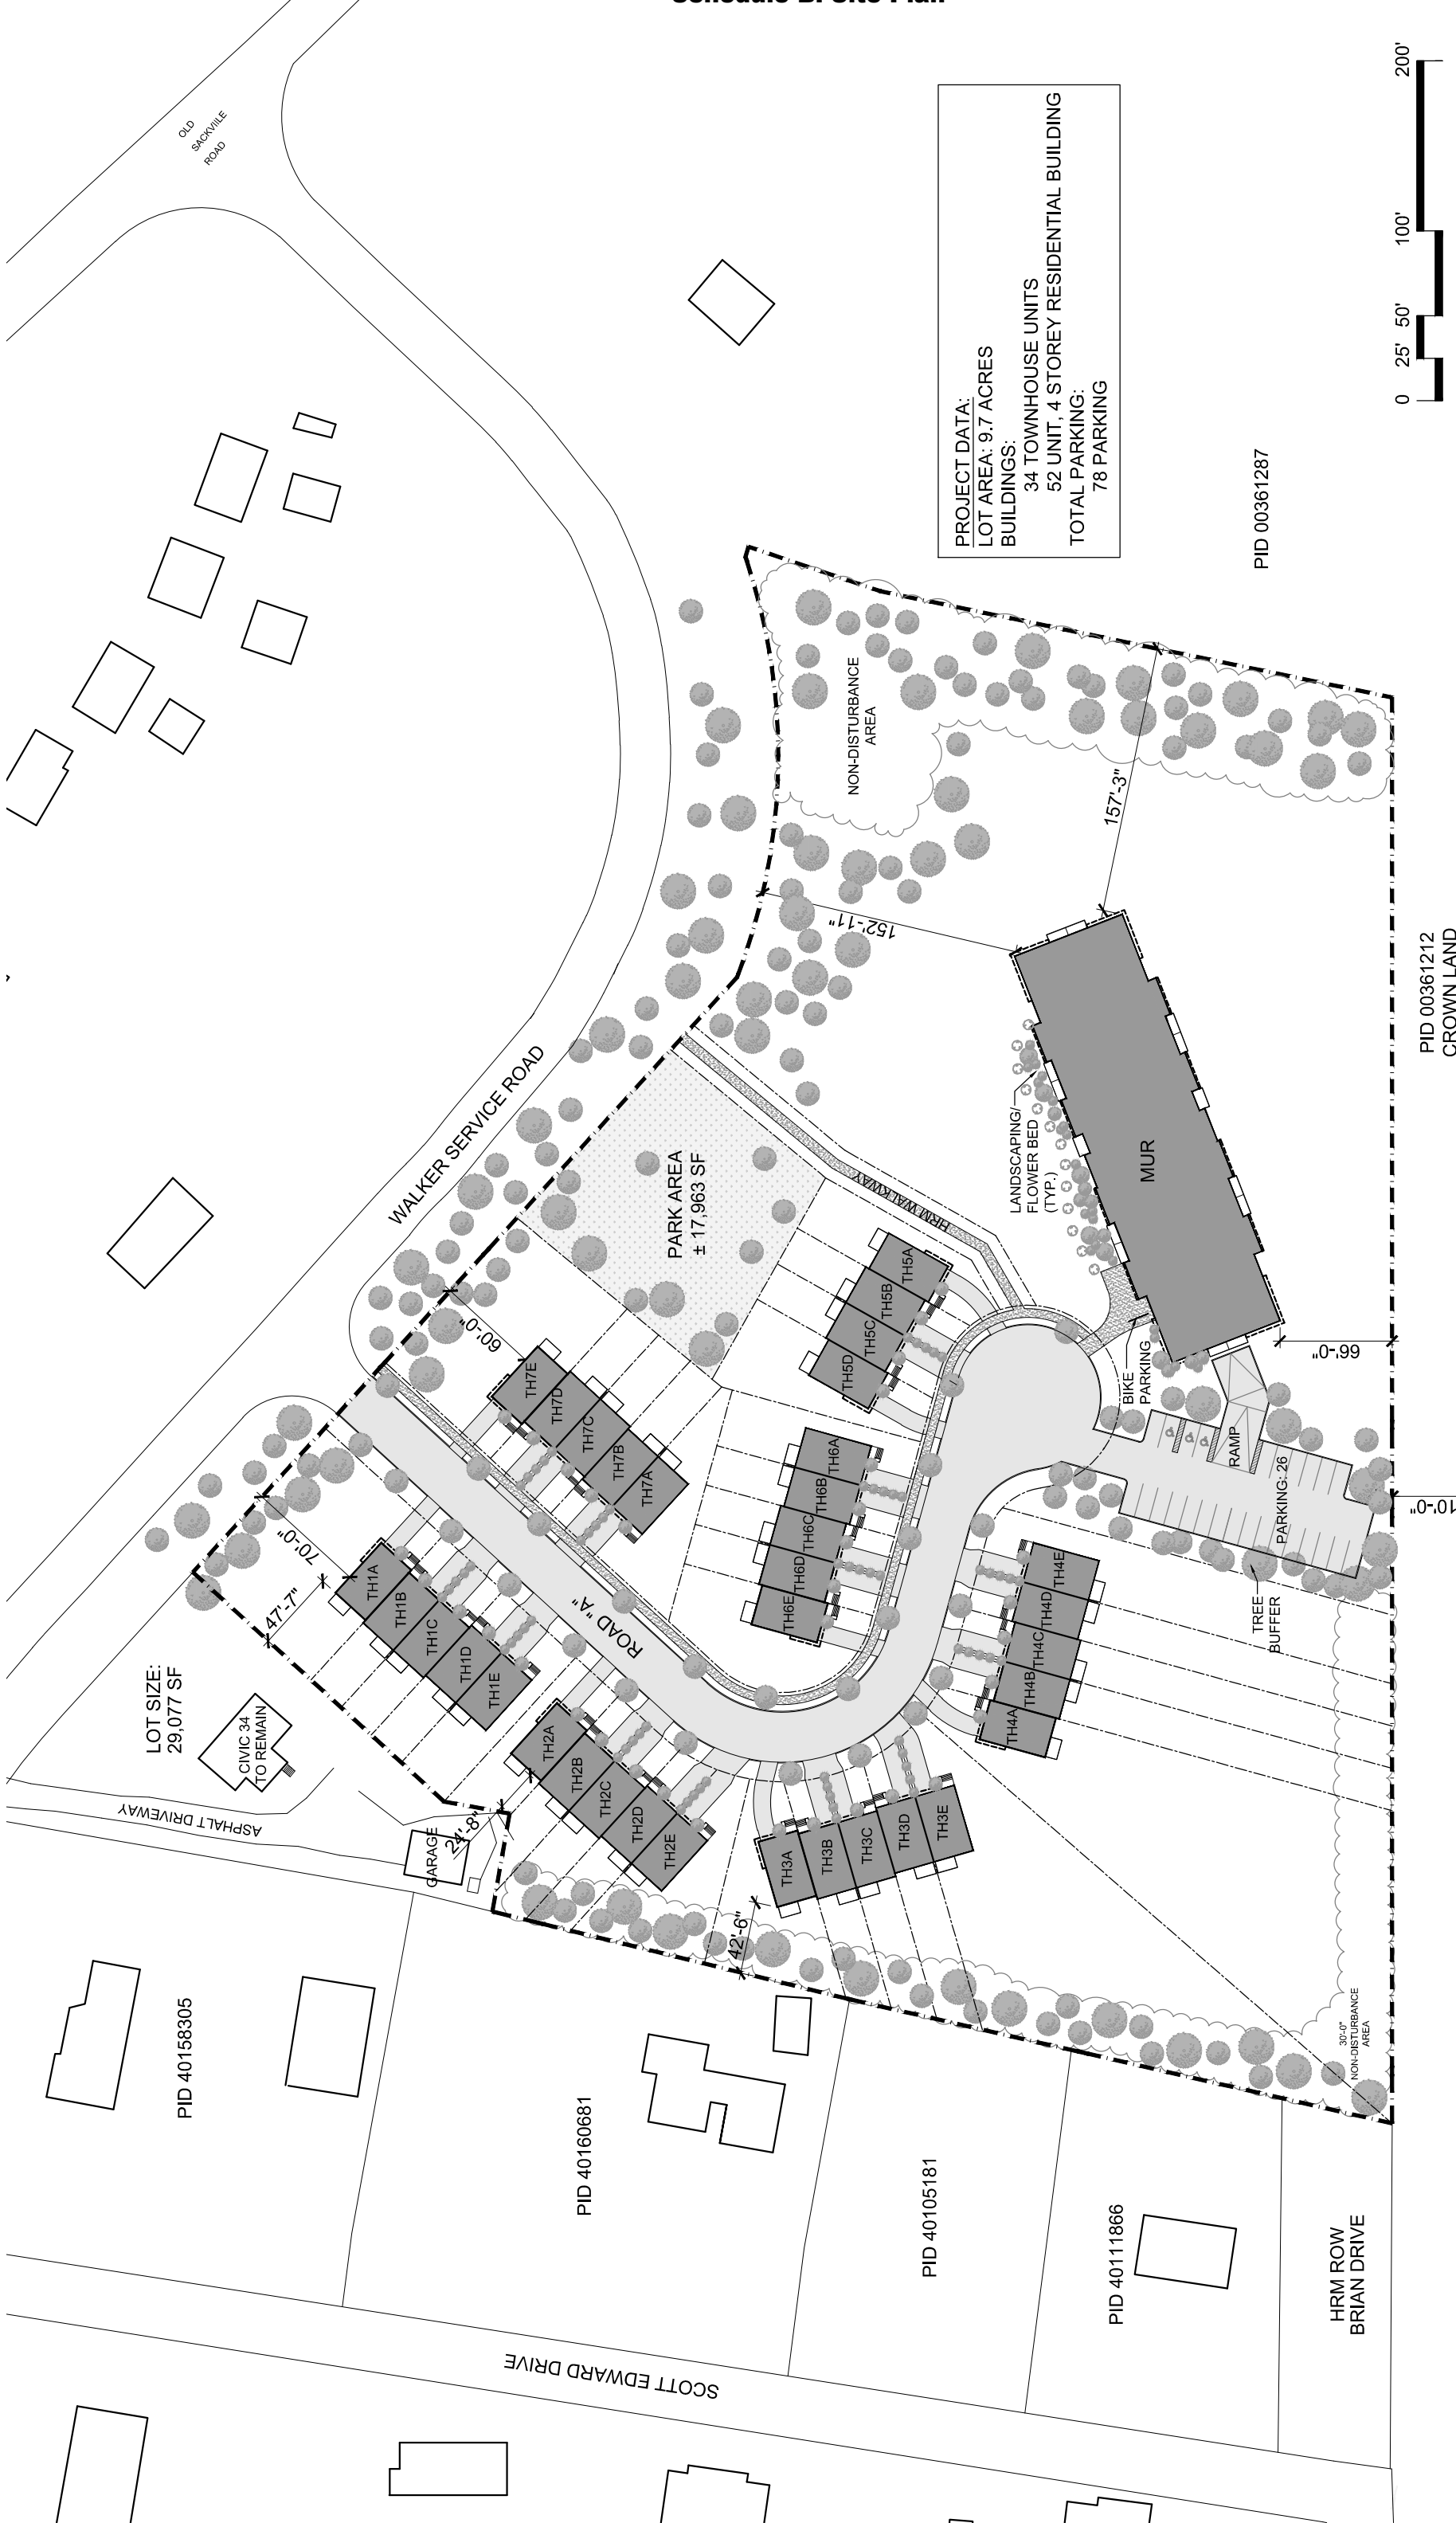 OLD
SACKVIILE
ROAD
PROJECT DATA:
LOT AREA: 9.7 ACRES
BUILDINGS:
34 TOWNHOUSE UNITS
52 UNIT, 4 STOREY RESIDENTIAL BUILDING
TOTAL PARKING:
78 PARKING
0
25'
50'
100'
200'
PID 00361287
NON-DISTURBANCE
AREA
157'-3"
152'-11"
PID 00361212
CROWN LAND
WALKER SERVICE ROAD
PARK AREA
± 17,963 SF
HRM WALKWAY
LANDSCAPING/
FLOWER BED
(TYP.)
MUR
60'-0"
TH7E
TH7D
TH7C
TH7B
TH7A
TH5A
TH5B
TH5C
TH5D
66'-0"
BIKE
PARKING
RAMP
PARKING: 26
10'-0"
TH6A
TH6B
TH6C
TH6D
TH6E
70'-0"
47'-7"
TH1A
TH1B
TH1C
TH1D
TH1E
ROAD "A"
TREE
BUFFER
TH4E
TH4D
TH4C
TH4B
TH4A
LOT SIZE:
29,077 SF
CIVIC 34
TO REMAIN
ASPHALT DRIVEWAY
GARAGE
24'-8"
TH2A
TH2B
TH2C
TH2D
TH2E
TH3A
TH3B
TH3C
TH3D
TH3E
42'-6"
30'-0"
NON-DISTURBANCE
AREA
PID 40158305
PID 40160681
PID 40105181
PID 40111866
HRM ROW
BRIAN DRIVE
SCOTT EDWARD DRIVE